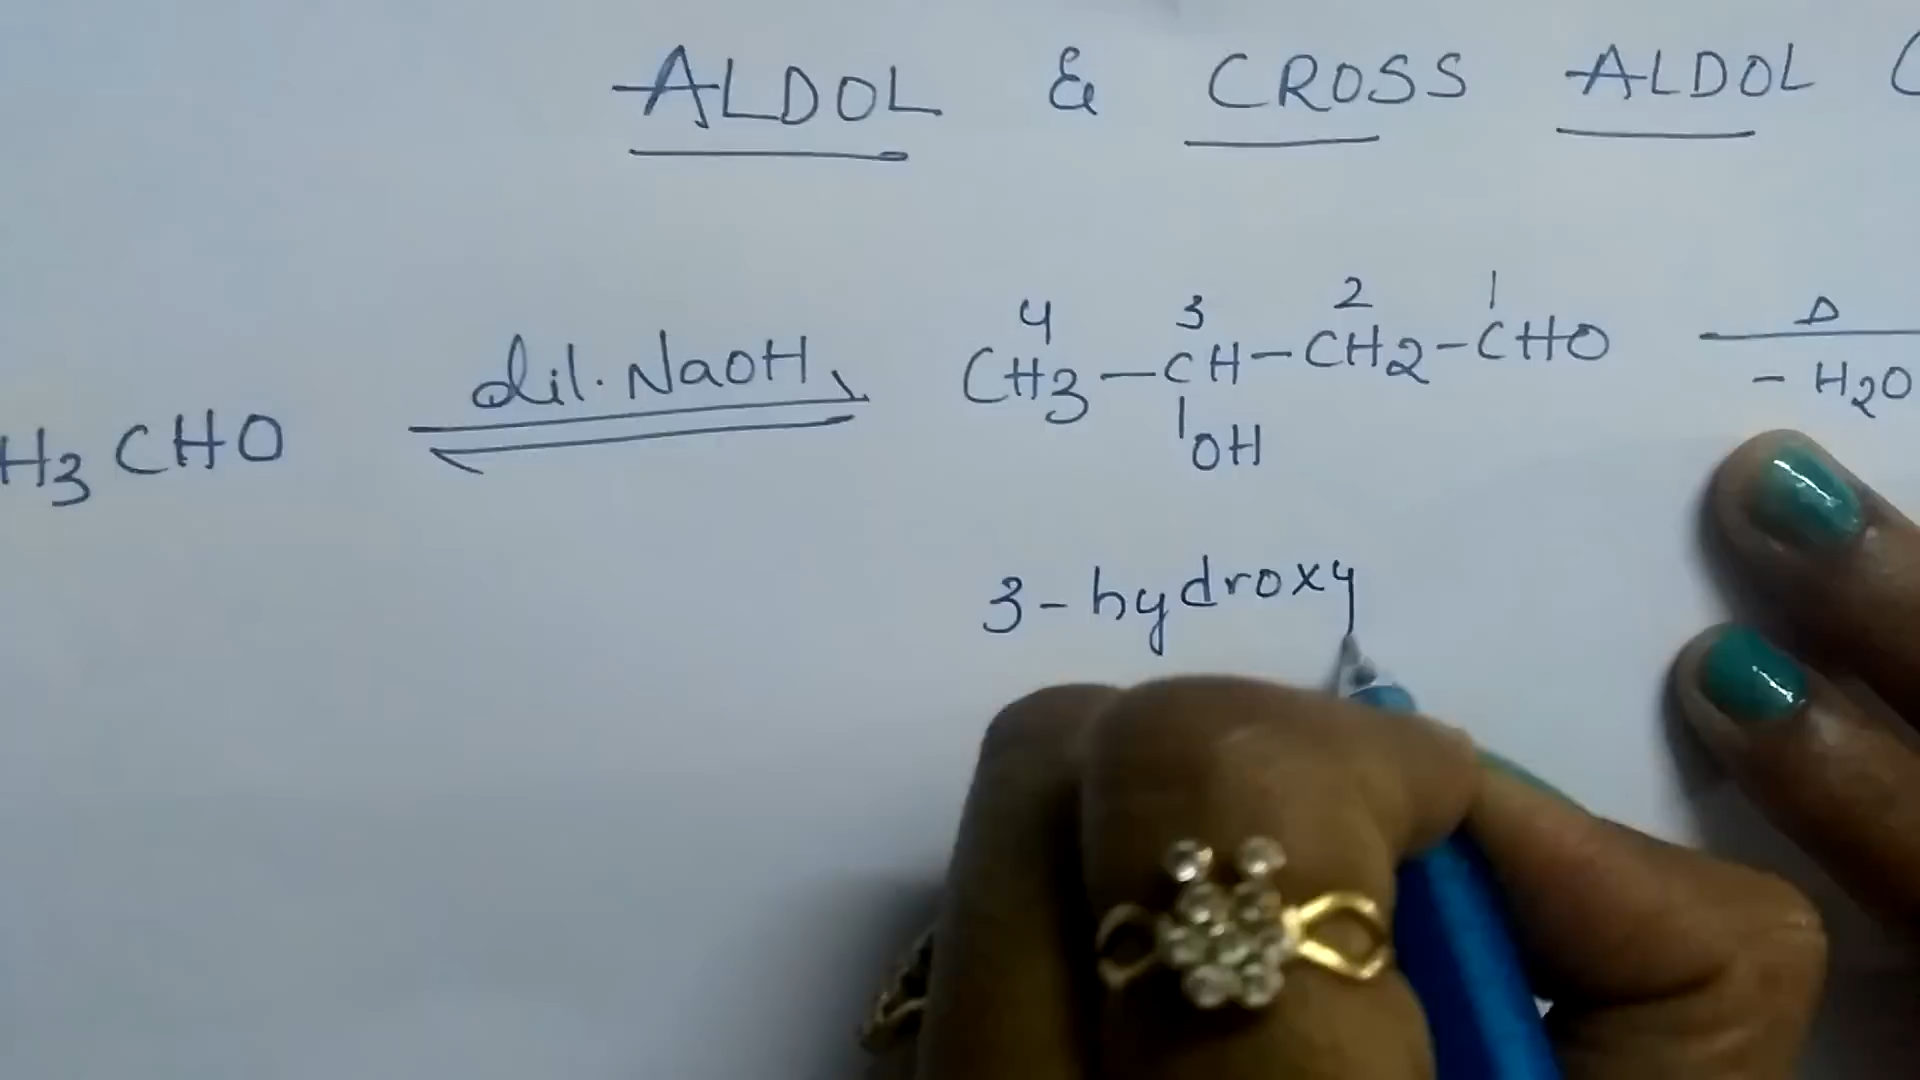 ALDOL & CROSS ALDOL
4 3 2 1
H3CHO dil. NaOH CH3-CH-CH2-CHO Δ
- H2O
OH
3-hydroxy